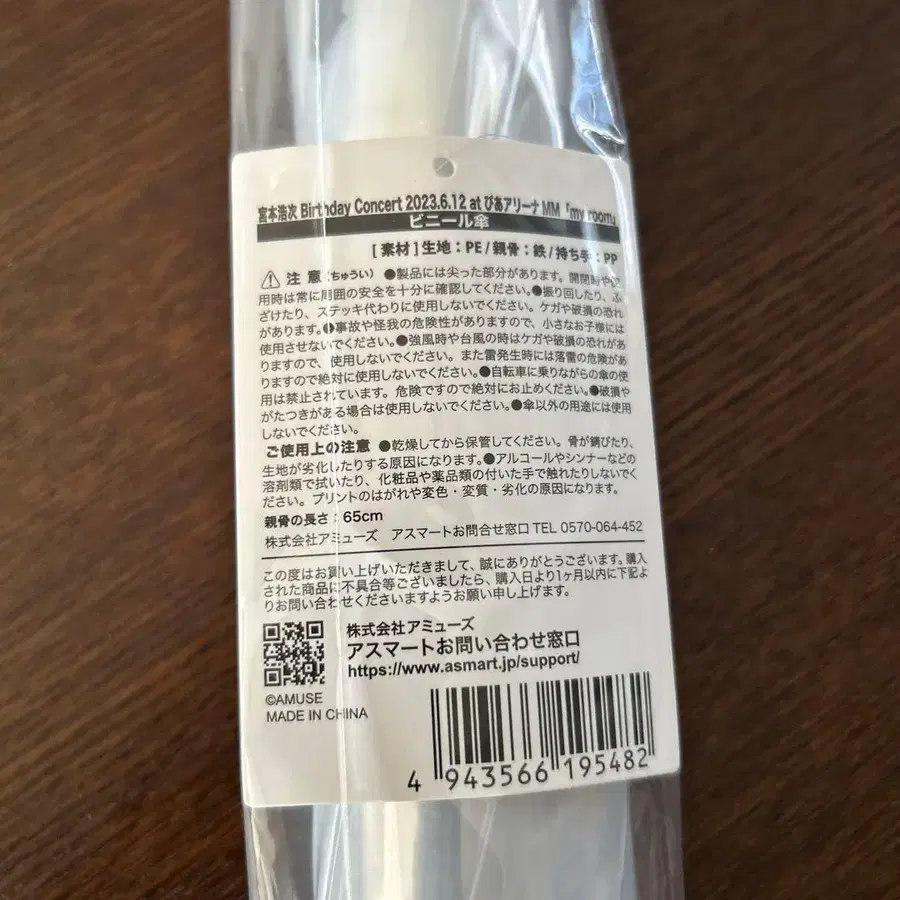 宮本浩次 Birthday Concert 2023.6.12 at ぴあアリーナMM「my room」
ビニール傘
[ 素材 ] 生地：PE / 親骨：鉄 / 持ち手：PP
注意（ちゅうい） ●製品には尖った部分があります。開閉時や使
用時は常に周囲の安全を十分に確認してください。●振り回したり、ふ
ざけたり、ステッキ代わりに使用しないでください。ケガや破損の恐れ
があります。●事故や怪我の危険性がありますので、小さなお子様には
使用させないでください。●強風時や台風の時はケガや破損の恐れがあ
りますので、使用しないでください。また雷発生時には落雷の危険があ
りますので絶対に使用しないでください。●自転車に乗りながらの傘の使
用は禁止されています。危険ですので絶対にお止めください。●破損や
がたつきがある場合は使用しないでください。●傘以外の用途には使用
しないでください。
ご使用上の注意 ●乾燥してから保管してください。骨が錆びたり、
生地が劣化したりする原因になります。●アルコールやシンナーなどの
溶剤類で拭いたり、化粧品や薬品類の付いた手で触れたりしないでく
ださい。プリントのはがれや変色・変質・劣化の原因になります。
親骨の長さ：65cm
株式会社アミューズ アスマートお問合せ窓口 TEL 0570-064-452
この度はお買い上げいただきまして、誠にありがとうございます。購入
された商品に不具合等ございましたら、購入日より1ヶ月以内に下記よ
りお問い合わせくださいますようお願い申し上げます。
株式会社アミューズ
アスマートお問い合わせ窓口
https://www.asmart.jp/support/
©AMUSE
MADE IN CHINA
4 943566 195482